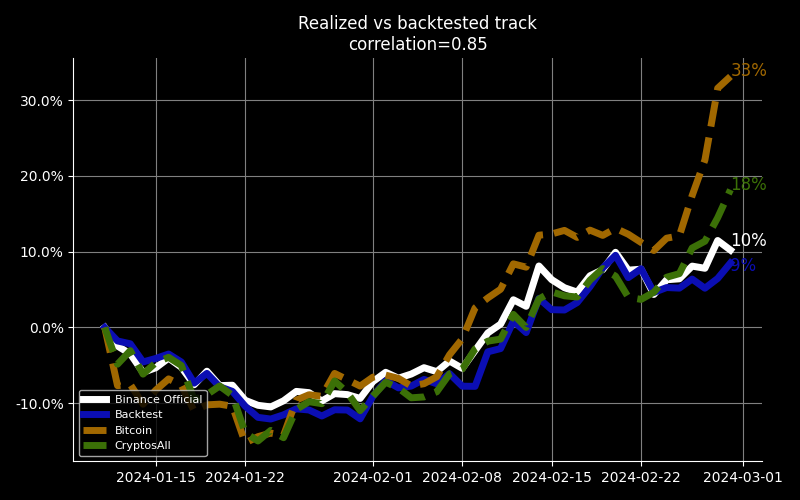 Realized vs backtested track
correlation=0.85
33%
30.0%
20.0%
18%
10.0%
10%
9%
0.0%
-10.0%
Binance Official
Backtest
Bitcoin
CryptosAll
2024-01-15
2024-01-22
2024-02-01
2024-02-08
2024-02-15
2024-02-22
2024-03-01